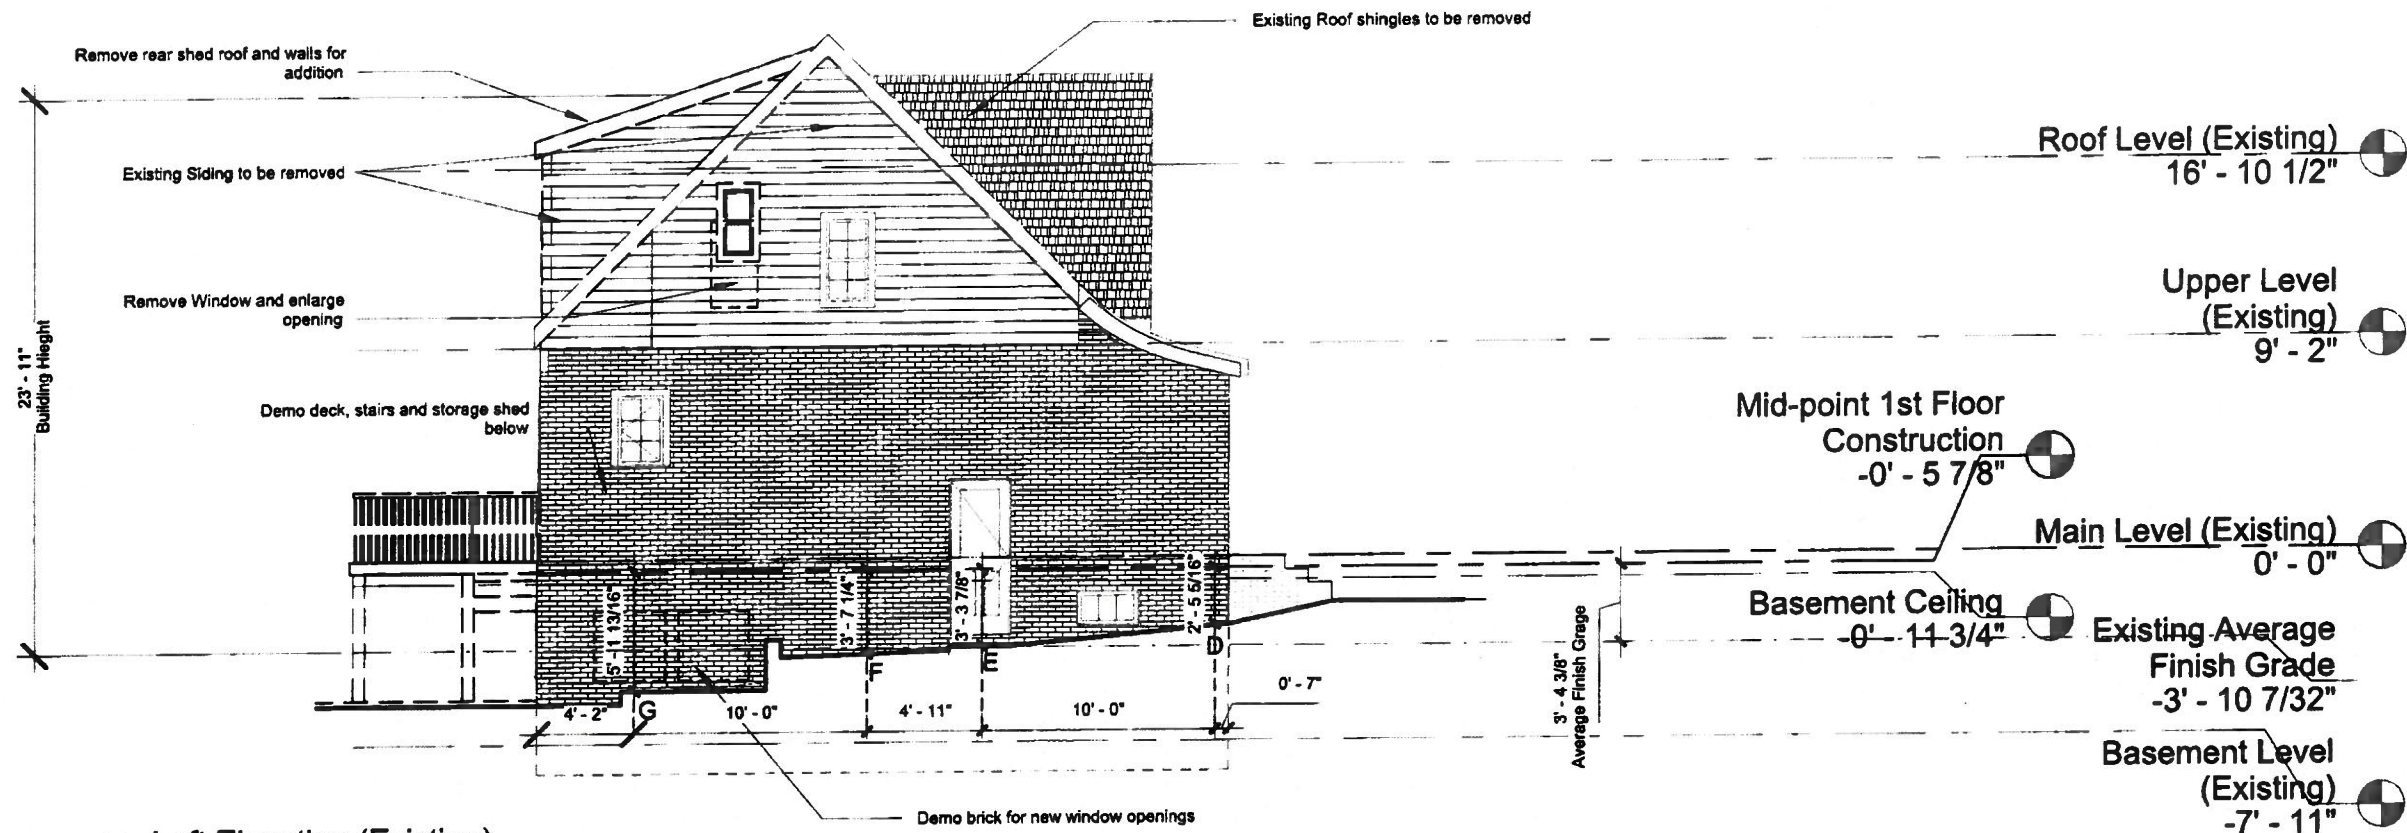 Existing Roof shingles to be removed
Remove rear shed roof and walls for
addition
Existing Siding to be removed
Remove Window and enlarge
opening
23' - 11"
Building Hieght
Demo deck, stairs and storage shed
below
Roof Level (Existing)
16' - 10 1/2"
Upper Level
(Existing)
9' - 2"
Mid-point 1st Floor
Construction
-0' - 5 7/8"
Main Level (Existing)
0' - 0"
Basement Ceiling
-0' - 11 3/4"
Existing Average
Finish Grade
-3' - 10 7/32"
Basement Level
(Existing)
-7' - 11"
5' - 11 13/16"
3' - 7 1/4"
3' - 3 7/8"
2' - 5 5/16"
3' - 4 3/8"
Average Finish Grage
G
F
E
D
4' - 2"
10' - 0"
4' - 11"
10' - 0"
0' - 7"
Demo brick for new window openings
Left Elevation (Existing)